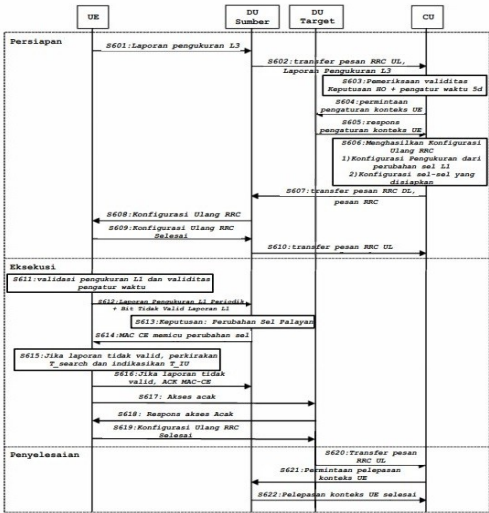 UE
DU
Sumber
DU
Target
CU
Persiapan
S601:Laporan pengukuran L3
S602:transfer pesan RRC UL,
Laporan Pengukuran L3
S603:Pemeriksaan validitas
Keputusan HO + pengatur waktu 5d
S604:permintaan
pengaturan konteks UE
S605:respons
pengaturan konteks UE
S606:Menghasilkan Konfigurasi
Ulang RRC
1)Konfigurasi Pengukuran dari
perubahan sel L1
2)Konfigurasi sel-sel yang
disiapkan
S607:transfer pesan RRC DL,
pesan RRC
S608:Konfigurasi Ulang RRC
S609:Konfigurasi Ulang RRC
Selesai
S610:transfer pesan RRC UL
Eksekusi
S611:validasi pengukuran L1 dan validitas
pengatur waktu
S612:Laporan Pengukuran L1 Periodik
+ Bit Tidak Valid Laporan L1
S613:Keputusan: Perubahan Sel Palayan
S614:MAC CE memicu perubahan sel
S615:Jika laporan tidak valid, perkirakan
T_search dan indikasikan T_IU
S616:Jika laporan tidak
valid, ACK MAC-CE
S617: Akses acak
S618: Respons akses Acak
S619:Konfigurasi Ulang RRC
Selesai
Penyelesaian
S620:Transfer pesan
RRC UL
S621:Permintaan pelepasan
konteks UE
S622:Pelepasan konteks UE selesai